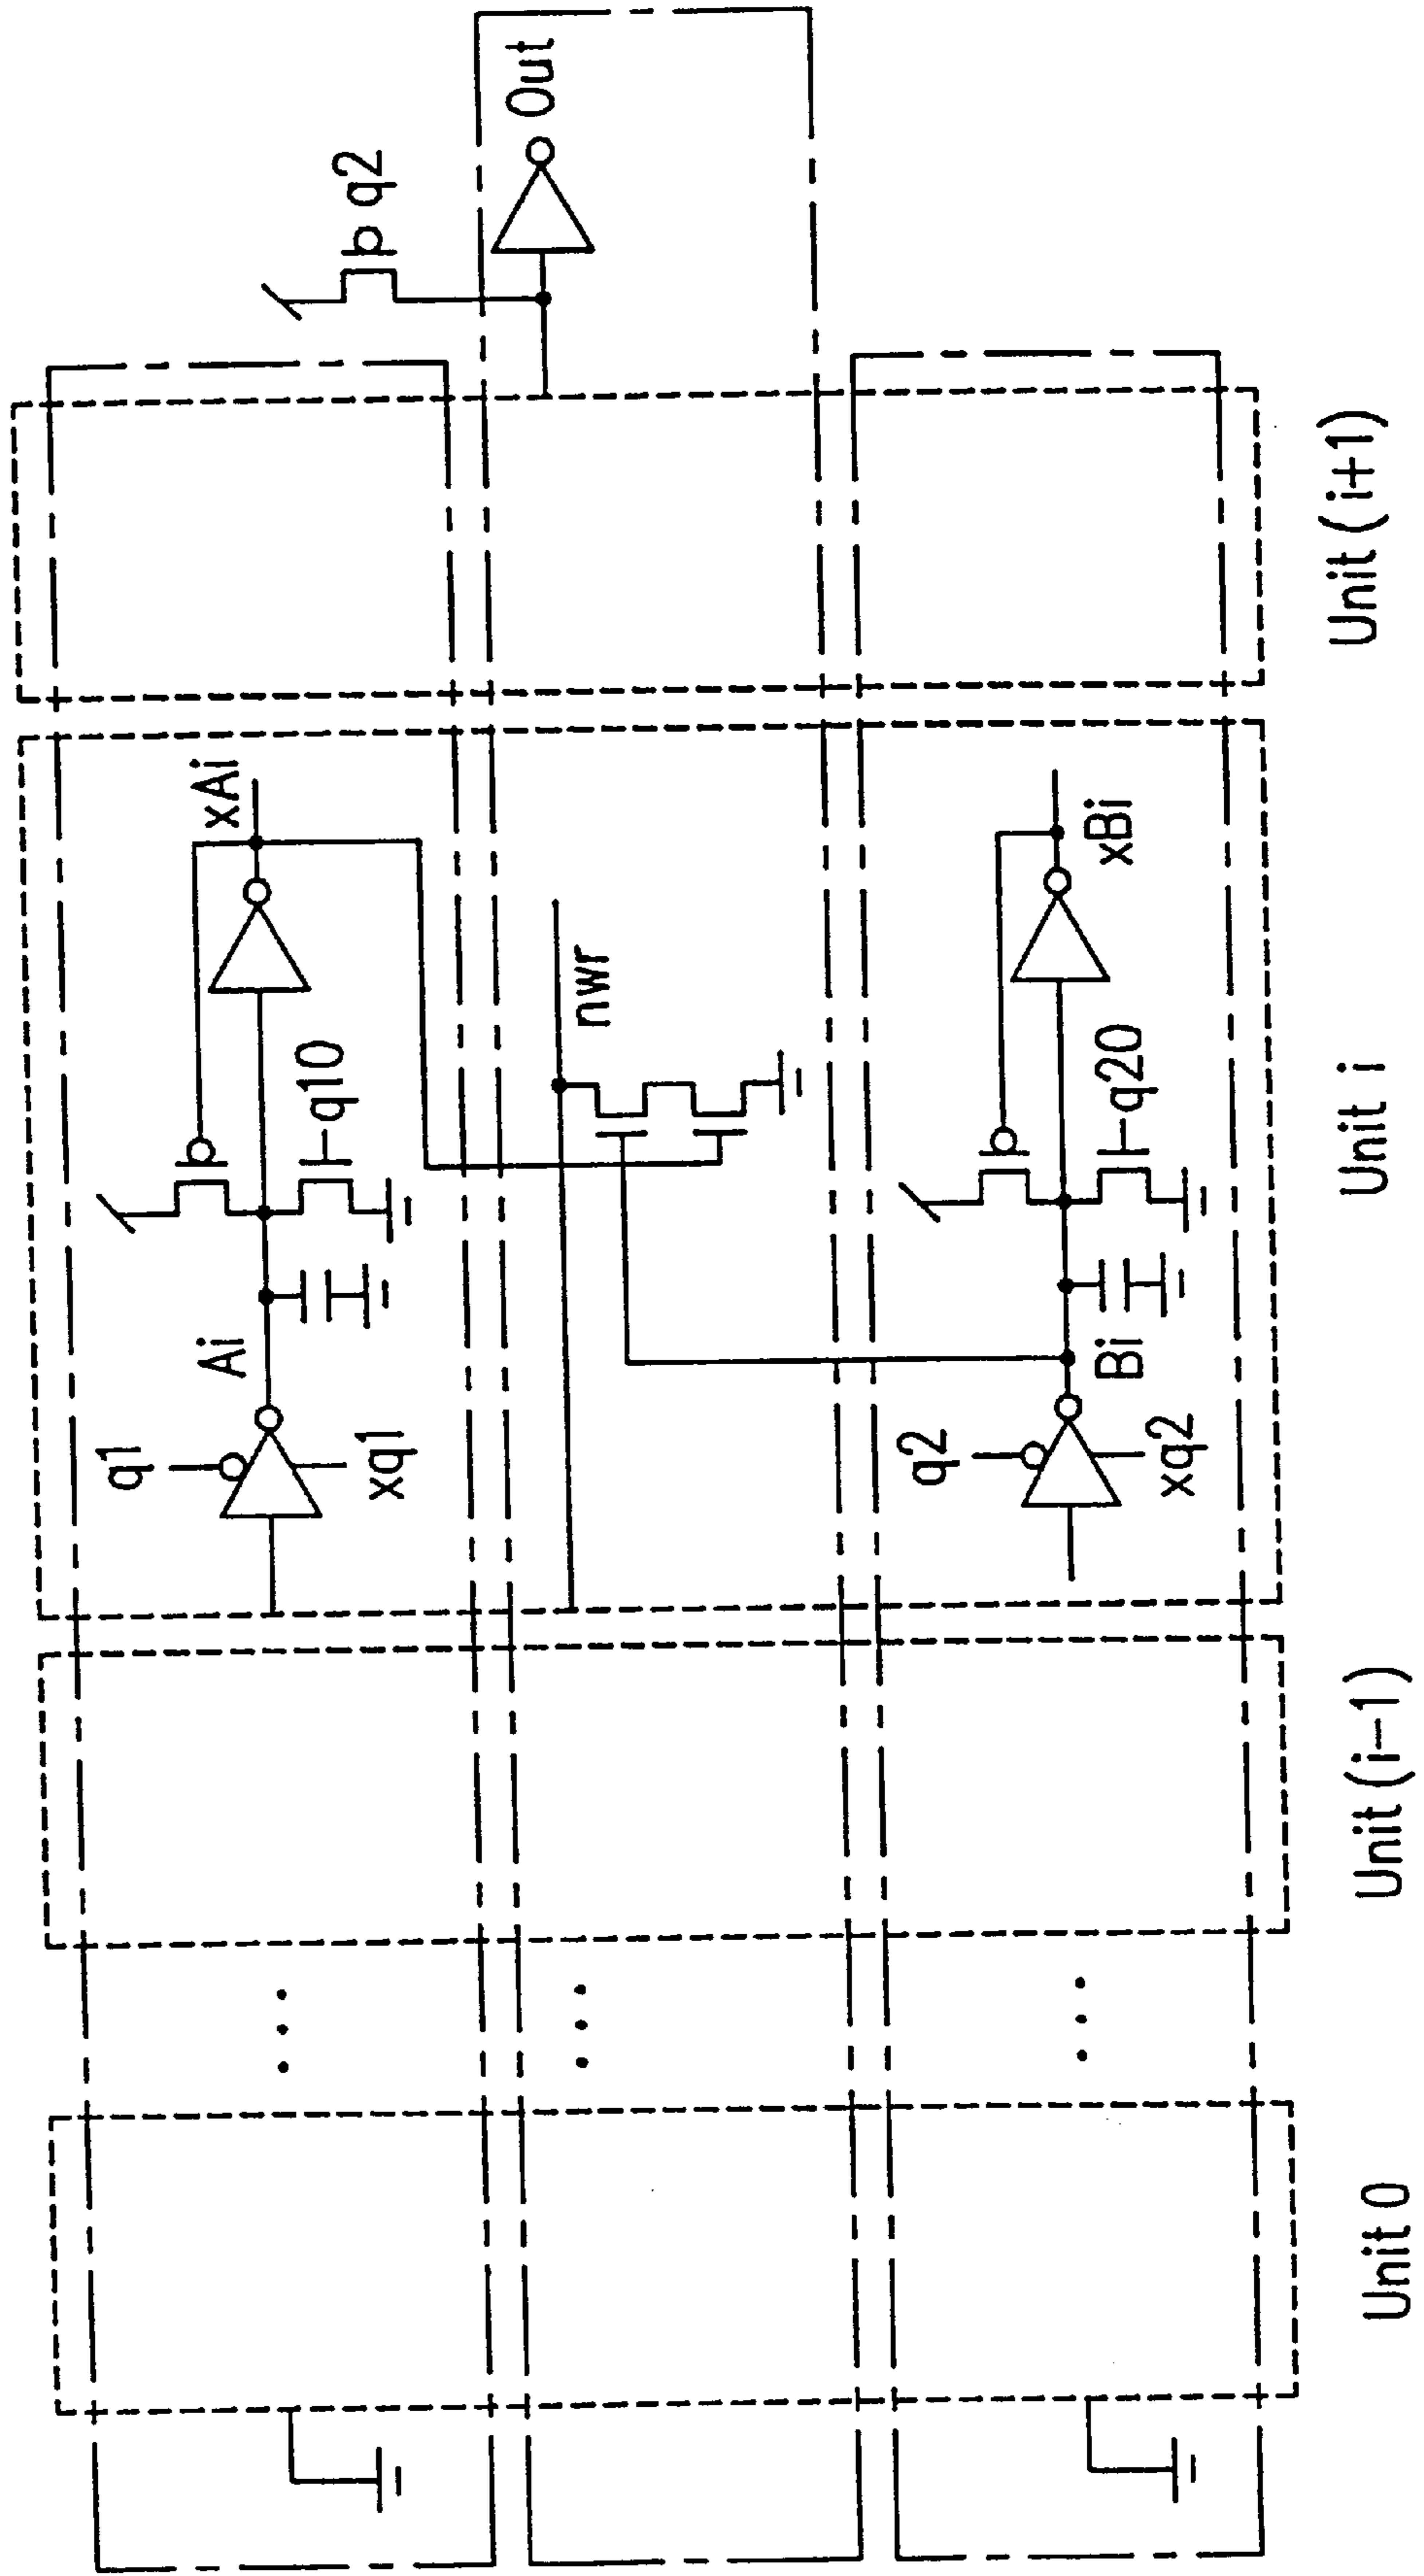 q2
Out
q1
xq1
Ai
q10
xAi
nwr
q2
xq2
Bi
q20
xBi
Unit 0
Unit (i−1)
Unit i
Unit (i+1)